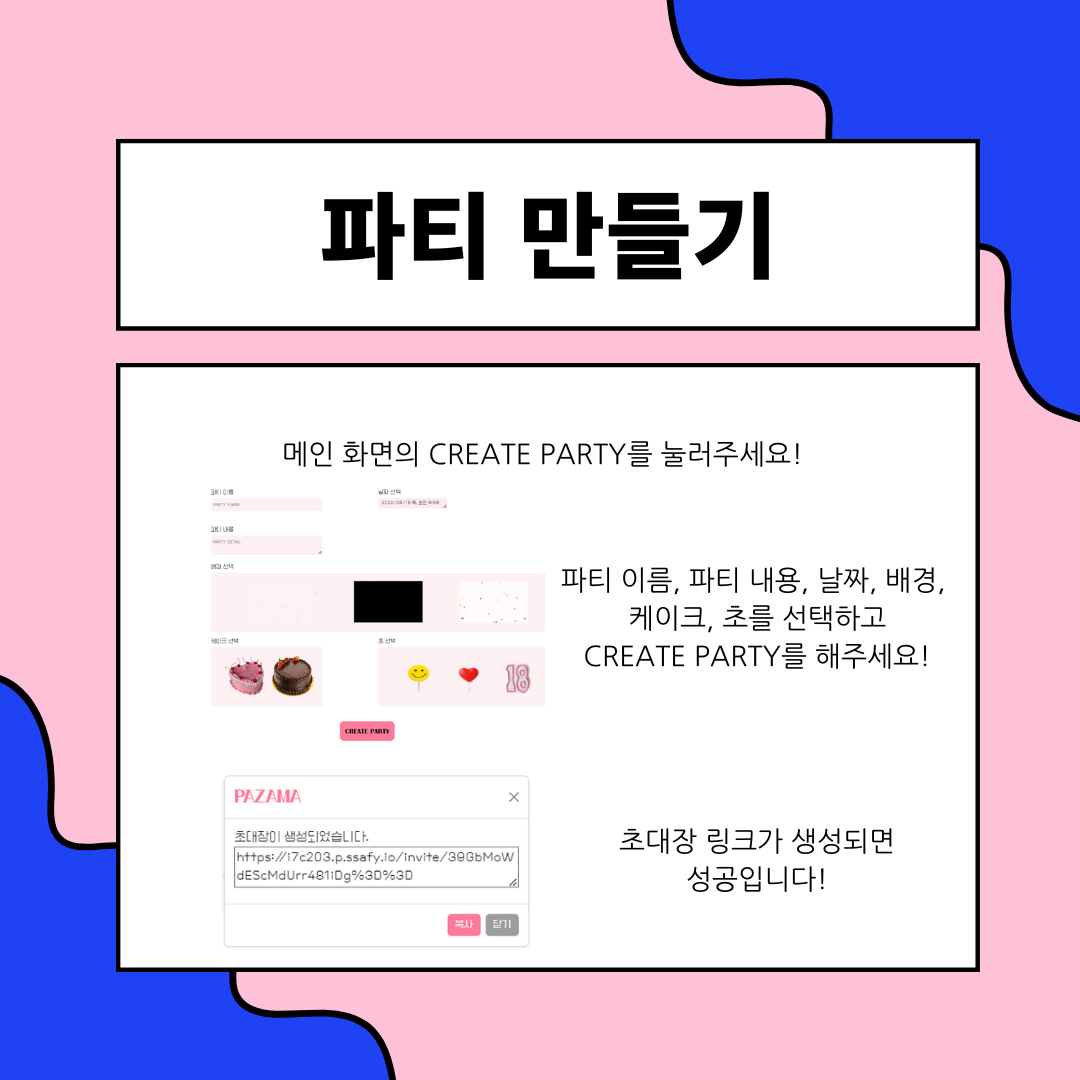 파티 만들기
메인 화면의 CREATE PARTY를 눌러주세요!
파티 이름
날짜 선택
PARTY NAME
파티 내용
PARTY DETAIL
배경 선택
파티 이름, 파티 내용, 날짜, 배경,
케이크, 초를 선택하고
CREATE PARTY를 해주세요!
케이크 선택
초 선택
18
CREATE PARTY
PAZAMA
초대장이 생성되었습니다.
https://i7c203.p.ssafy.io/invite/39GbMoW
dEScMdUrr481iDg%3D%3D
복사
닫기
초대장 링크가 생성되면
성공입니다!